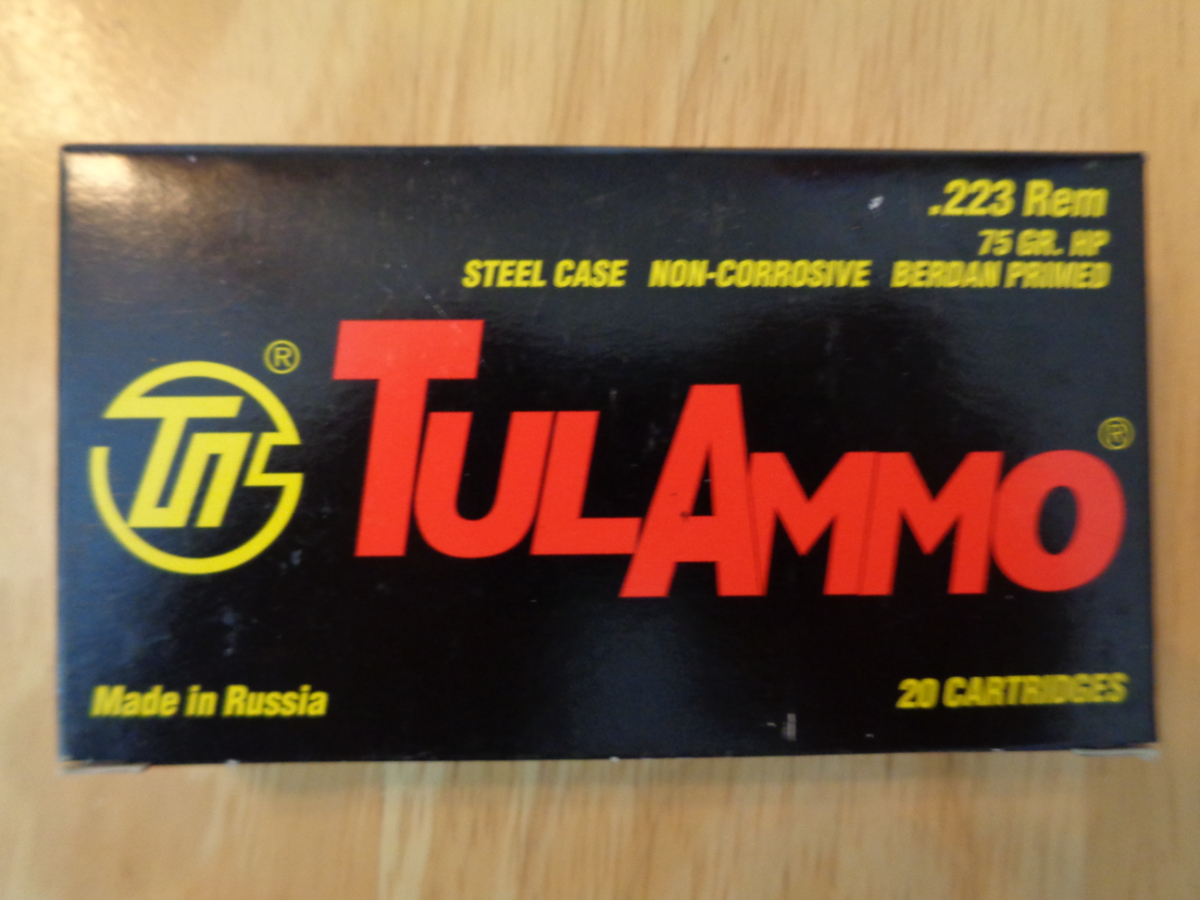 .223 Rem
75 GR. HP
STEEL CASE NON-CORROSIVE BERDAN PRIMED
®
TULAMMO
®
Made in Russia
20 CARTRIDGES